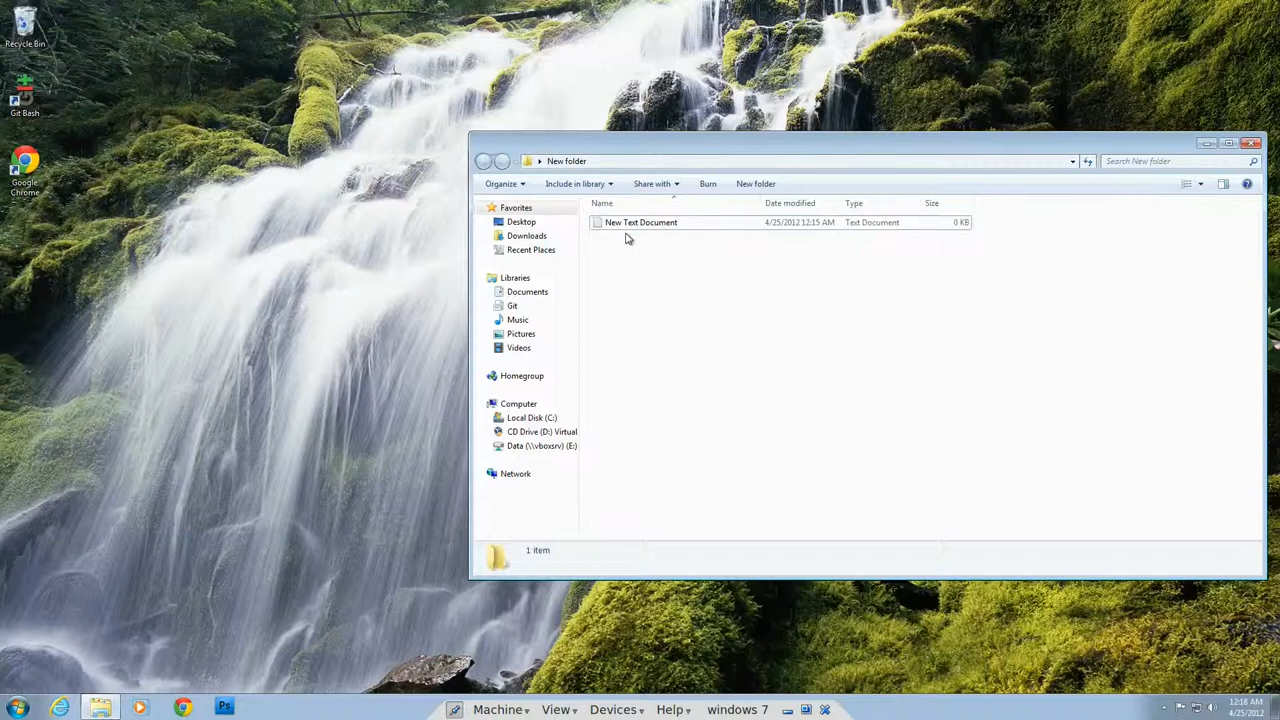 Recycle Bin
Git Bash
Google
Chrome
New folder
Search New folder
Organize
Include in library
Share with
Burn
New folder
Name
Date modified
Type
Size
New Text Document
4/25/2012 12:15 AM
Text Document
0 KB
Favorites
Desktop
Downloads
Recent Places
Libraries
Documents
Git
Music
Pictures
Videos
Homegroup
Computer
Local Disk (C:)
CD Drive (D:) Virtual
Data (\\vboxsrv) (E:)
Network
1 item
Ps
Machine
View
Devices
Help
windows 7
12:18 AM
4/25/2012